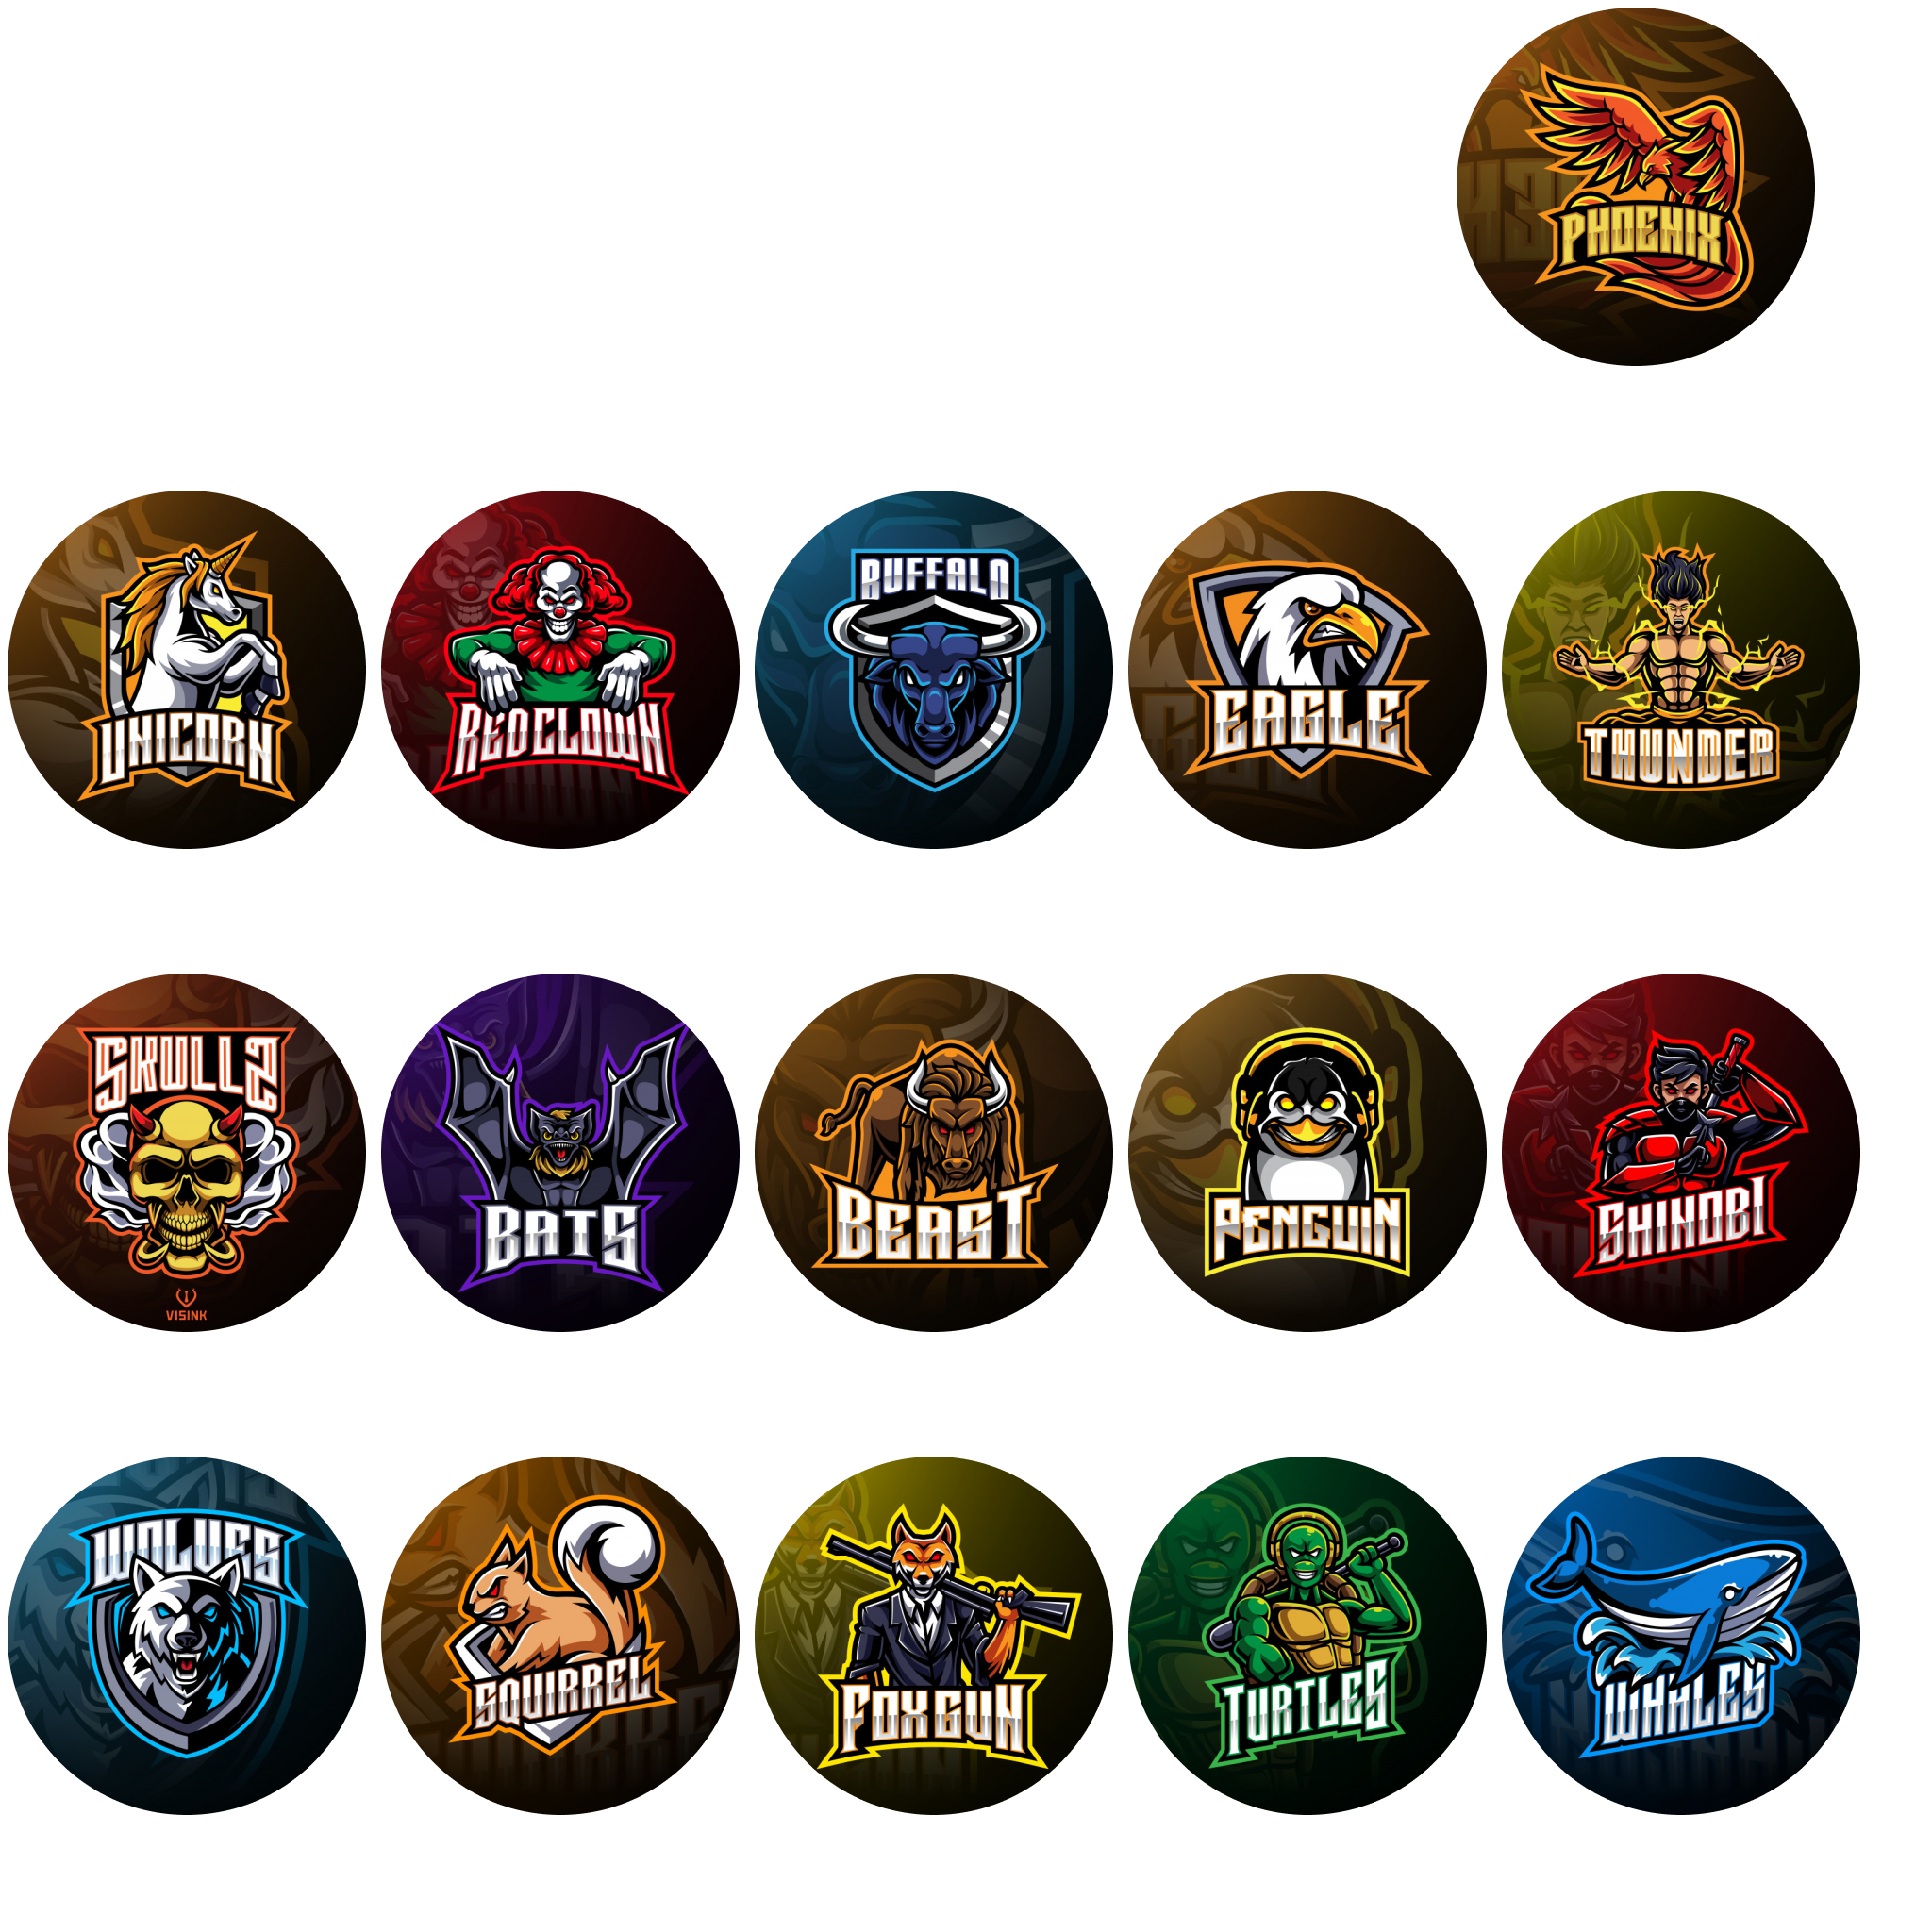 PHOENIX
UNICORN
REDCLOWN
BUFFALO
EAGLE
THUNDER
SKULLZ
VISINK
BATS
BEAST
PENGUIN
SHINOBI
WOLVES
SQUIRREL
FOXGUN
TURTLES
WHALES